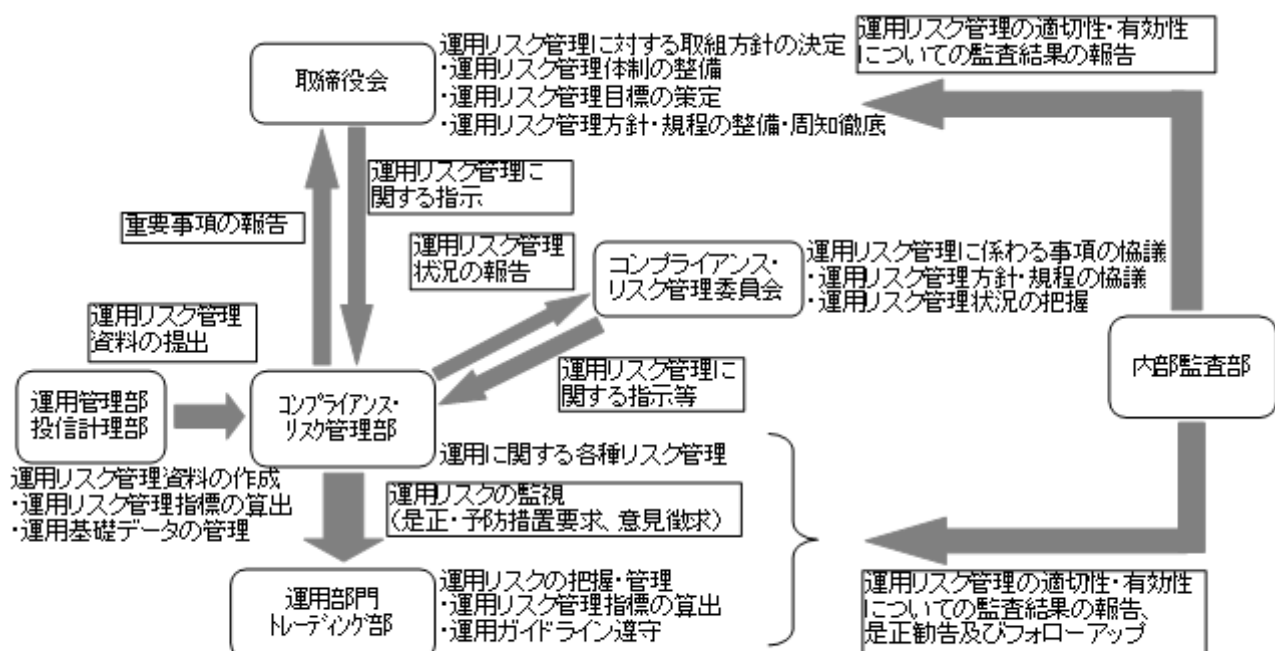 取締役会
運用リスク管理に対する取組方針の決定
・運用リスク管理体制の整備
・運用リスク管理目標の策定
・運用リスク管理方針・規程の整備・周知徹底
運用リスク管理の適切性・有効性
についての監査結果の報告
運用リスク管理に
関する指示
重要事項の報告
運用リスク管理
状況の報告
コンプライアンス・
リスク管理委員会
運用リスク管理に係わる事項の協議
・運用リスク管理方針・規程の協議
・運用リスク管理状況の把握
運用リスク管理
資料の提出
内部監査部
運用リスク管理に
関する指示等
運用管理部
投信計理部
コンプライアンス・
リスク管理部
運用に関する各種リスク管理
運用リスク管理資料の作成
・運用リスク管理指標の算出
・運用基礎データの管理
運用リスクの監視
（是正・予防措置要求、意見徴求）
運用部門
トレーディング部
運用リスクの把握・管理
・運用リスク管理指標の算出
・運用ガイドライン遵守
運用リスク管理の適切性・有効性
についての監査結果の報告、
是正勧告及びフォローアップ